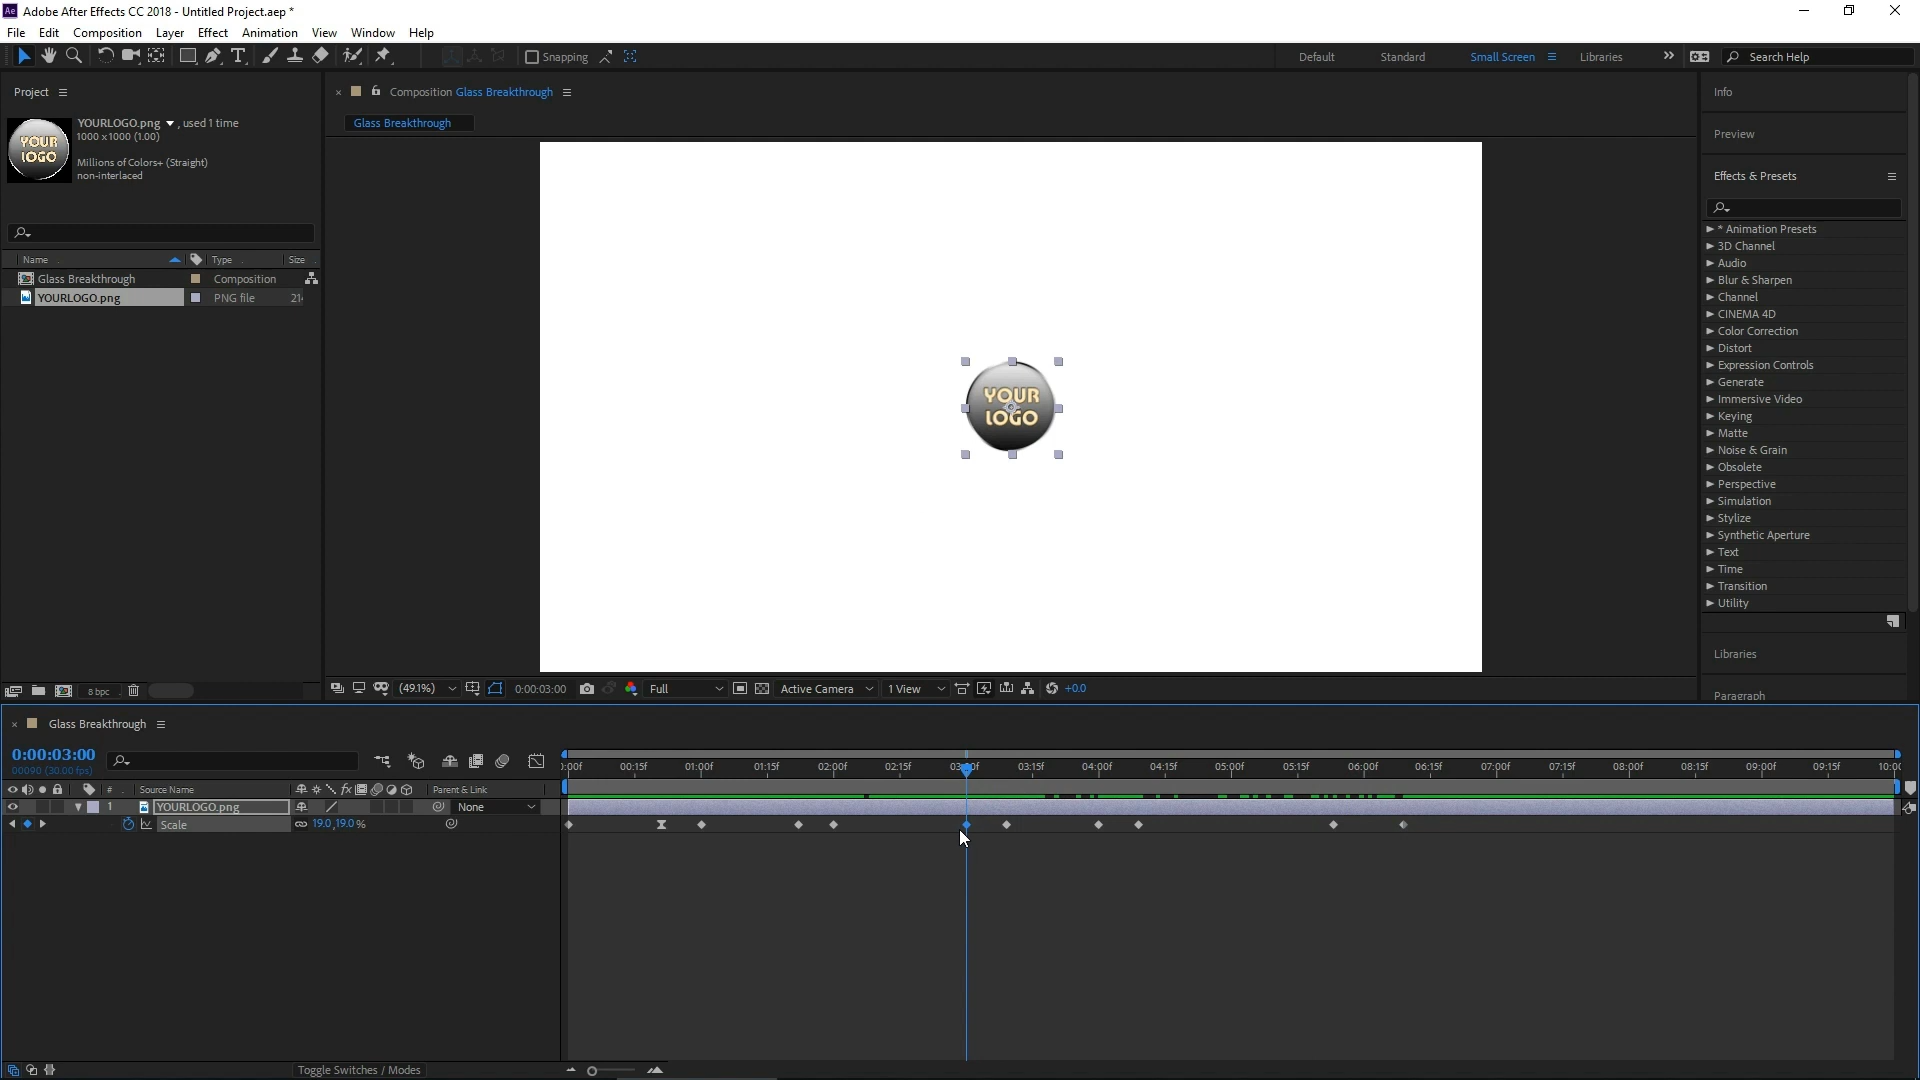 Adobe After Effects CC 2018 - Untitled Project.aep *
File Edit Composition Layer Effect Animation View Window Help
Snapping Default Standard Small Screen Libraries Search Help
Project
YOURLOGO.png , used 1 time
1000 x 1000 (1.00)
Millions of Colors+ (Straight)
non-interlaced
YOUR
LOGO
Name Type Size
Glass Breakthrough Composition
YOURLOGO.png PNG file
8 bpc
Composition Glass Breakthrough
Glass Breakthrough
YOUR
LOGO
(49.1%) 0:00:03:00 Full Active Camera 1 View +0.0
Info
Preview
Effects & Presets
* Animation Presets
3D Channel
Audio
Blur & Sharpen
Channel
CINEMA 4D
Color Correction
Distort
Expression Controls
Generate
Immersive Video
Keying
Matte
Noise & Grain
Obsolete
Perspective
Simulation
Stylize
Synthetic Aperture
Text
Time
Transition
Utility
Libraries
Paragraph
Glass Breakthrough
0:00:03:00
00090 (30.00 fps)
:00f 00:15f 01:00f 01:15f 02:00f 02:15f 03:15f 04:00f 04:15f 05:00f 05:15f 06:00f 06:15f 07:00f 07:15f 08:00f 08:15f 09:00f 09:15f 10:00
# Source Name fx Parent & Link
1 YOURLOGO.png None
Scale 19.0,19.0 %
Toggle Switches / Modes